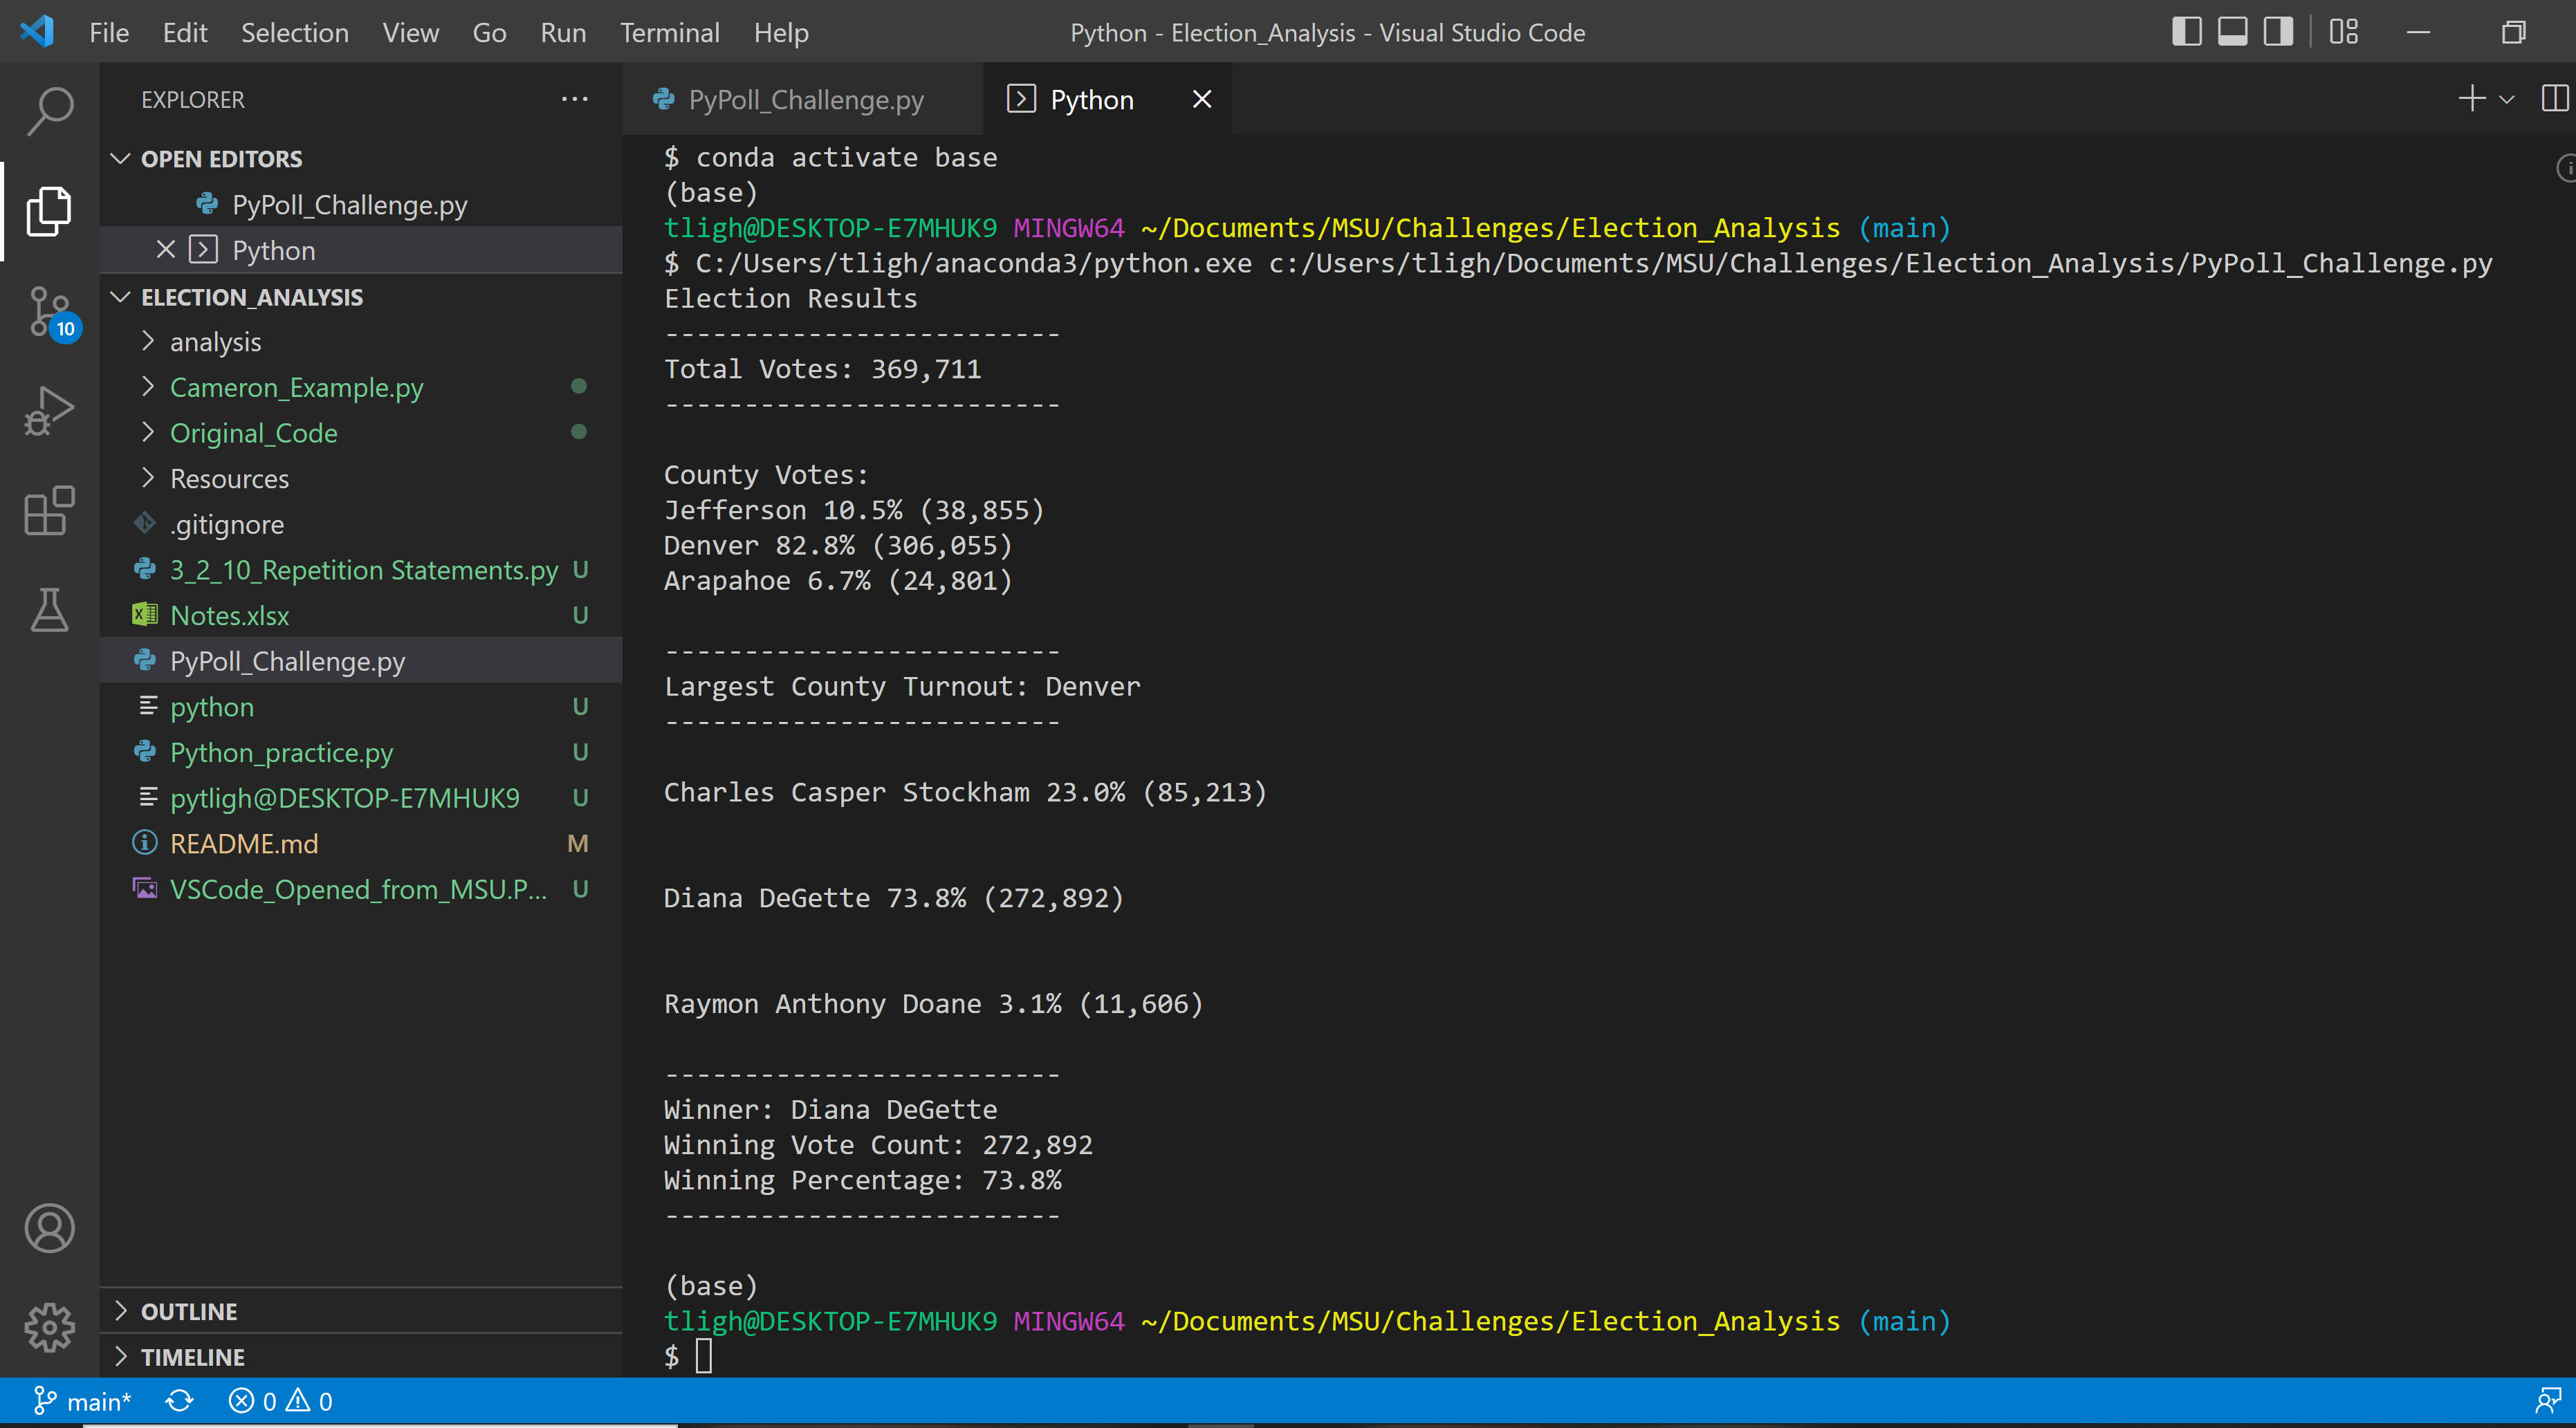 File Edit Selection View Go Run Terminal Help
Python - Election_Analysis - Visual Studio Code
EXPLORER
OPEN EDITORS
PyPoll_Challenge.py
Python
ELECTION_ANALYSIS
analysis
Cameron_Example.py
Original_Code
Resources
.gitignore
3_2_10_Repetition Statements.py U
Notes.xlsx U
PyPoll_Challenge.py
python U
Python_practice.py U
pytligh@DESKTOP-E7MHUK9 U
README.md M
VSCode_Opened_from_MSU.P... U
OUTLINE
TIMELINE
10
PyPoll_Challenge.py
Python
$ conda activate base
(base)
tligh@DESKTOP-E7MHUK9 MINGW64 ~/Documents/MSU/Challenges/Election_Analysis (main)
$ C:/Users/tligh/anaconda3/python.exe c:/Users/tligh/Documents/MSU/Challenges/Election_Analysis/PyPoll_Challenge.py
Election Results
-------------------------
Total Votes: 369,711
-------------------------
County Votes:
Jefferson 10.5% (38,855)
Denver 82.8% (306,055)
Arapahoe 6.7% (24,801)
-------------------------
Largest County Turnout: Denver
-------------------------
Charles Casper Stockham 23.0% (85,213)
Diana DeGette 73.8% (272,892)
Raymon Anthony Doane 3.1% (11,606)
-------------------------
Winner: Diana DeGette
Winning Vote Count: 272,892
Winning Percentage: 73.8%
-------------------------
(base)
tligh@DESKTOP-E7MHUK9 MINGW64 ~/Documents/MSU/Challenges/Election_Analysis (main)
$
main* 0 0